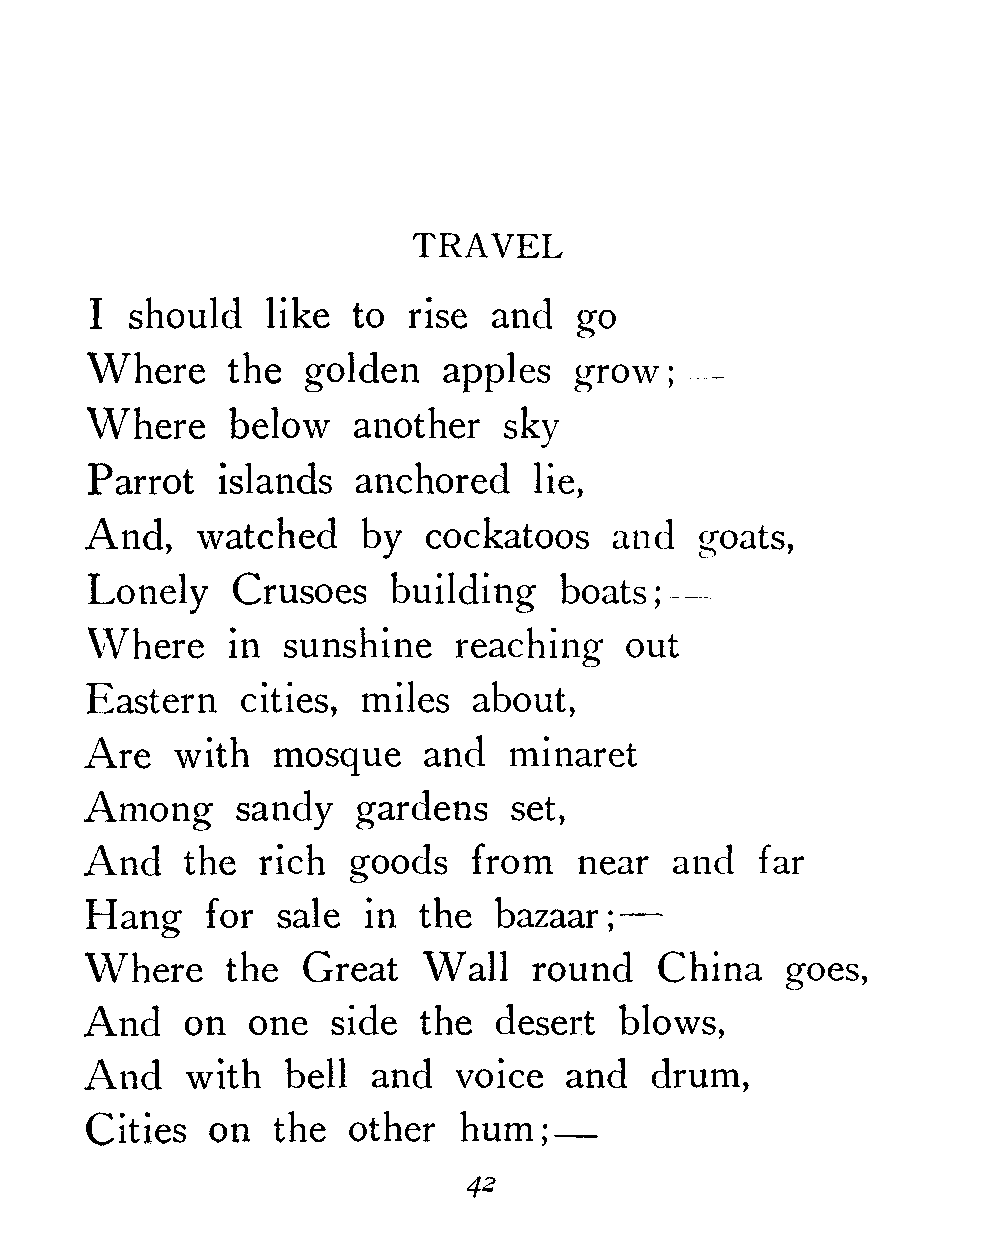 TRAVEL
I should like to rise and go
Where the golden apples grow;—
Where below another sky
Parrot islands anchored lie,
And, watched by cockatoos and goats,
Lonely Crusoes building boats;—
Where in sunshine reaching out
Eastern cities, miles about,
Are with mosque and minaret
Among sandy gardens set,
And the rich goods from near and far
Hang for sale in the bazaar;—
Where the Great Wall round China goes,
And on one side the desert blows,
And with bell and voice and drum,
Cities on the other hum;—
42